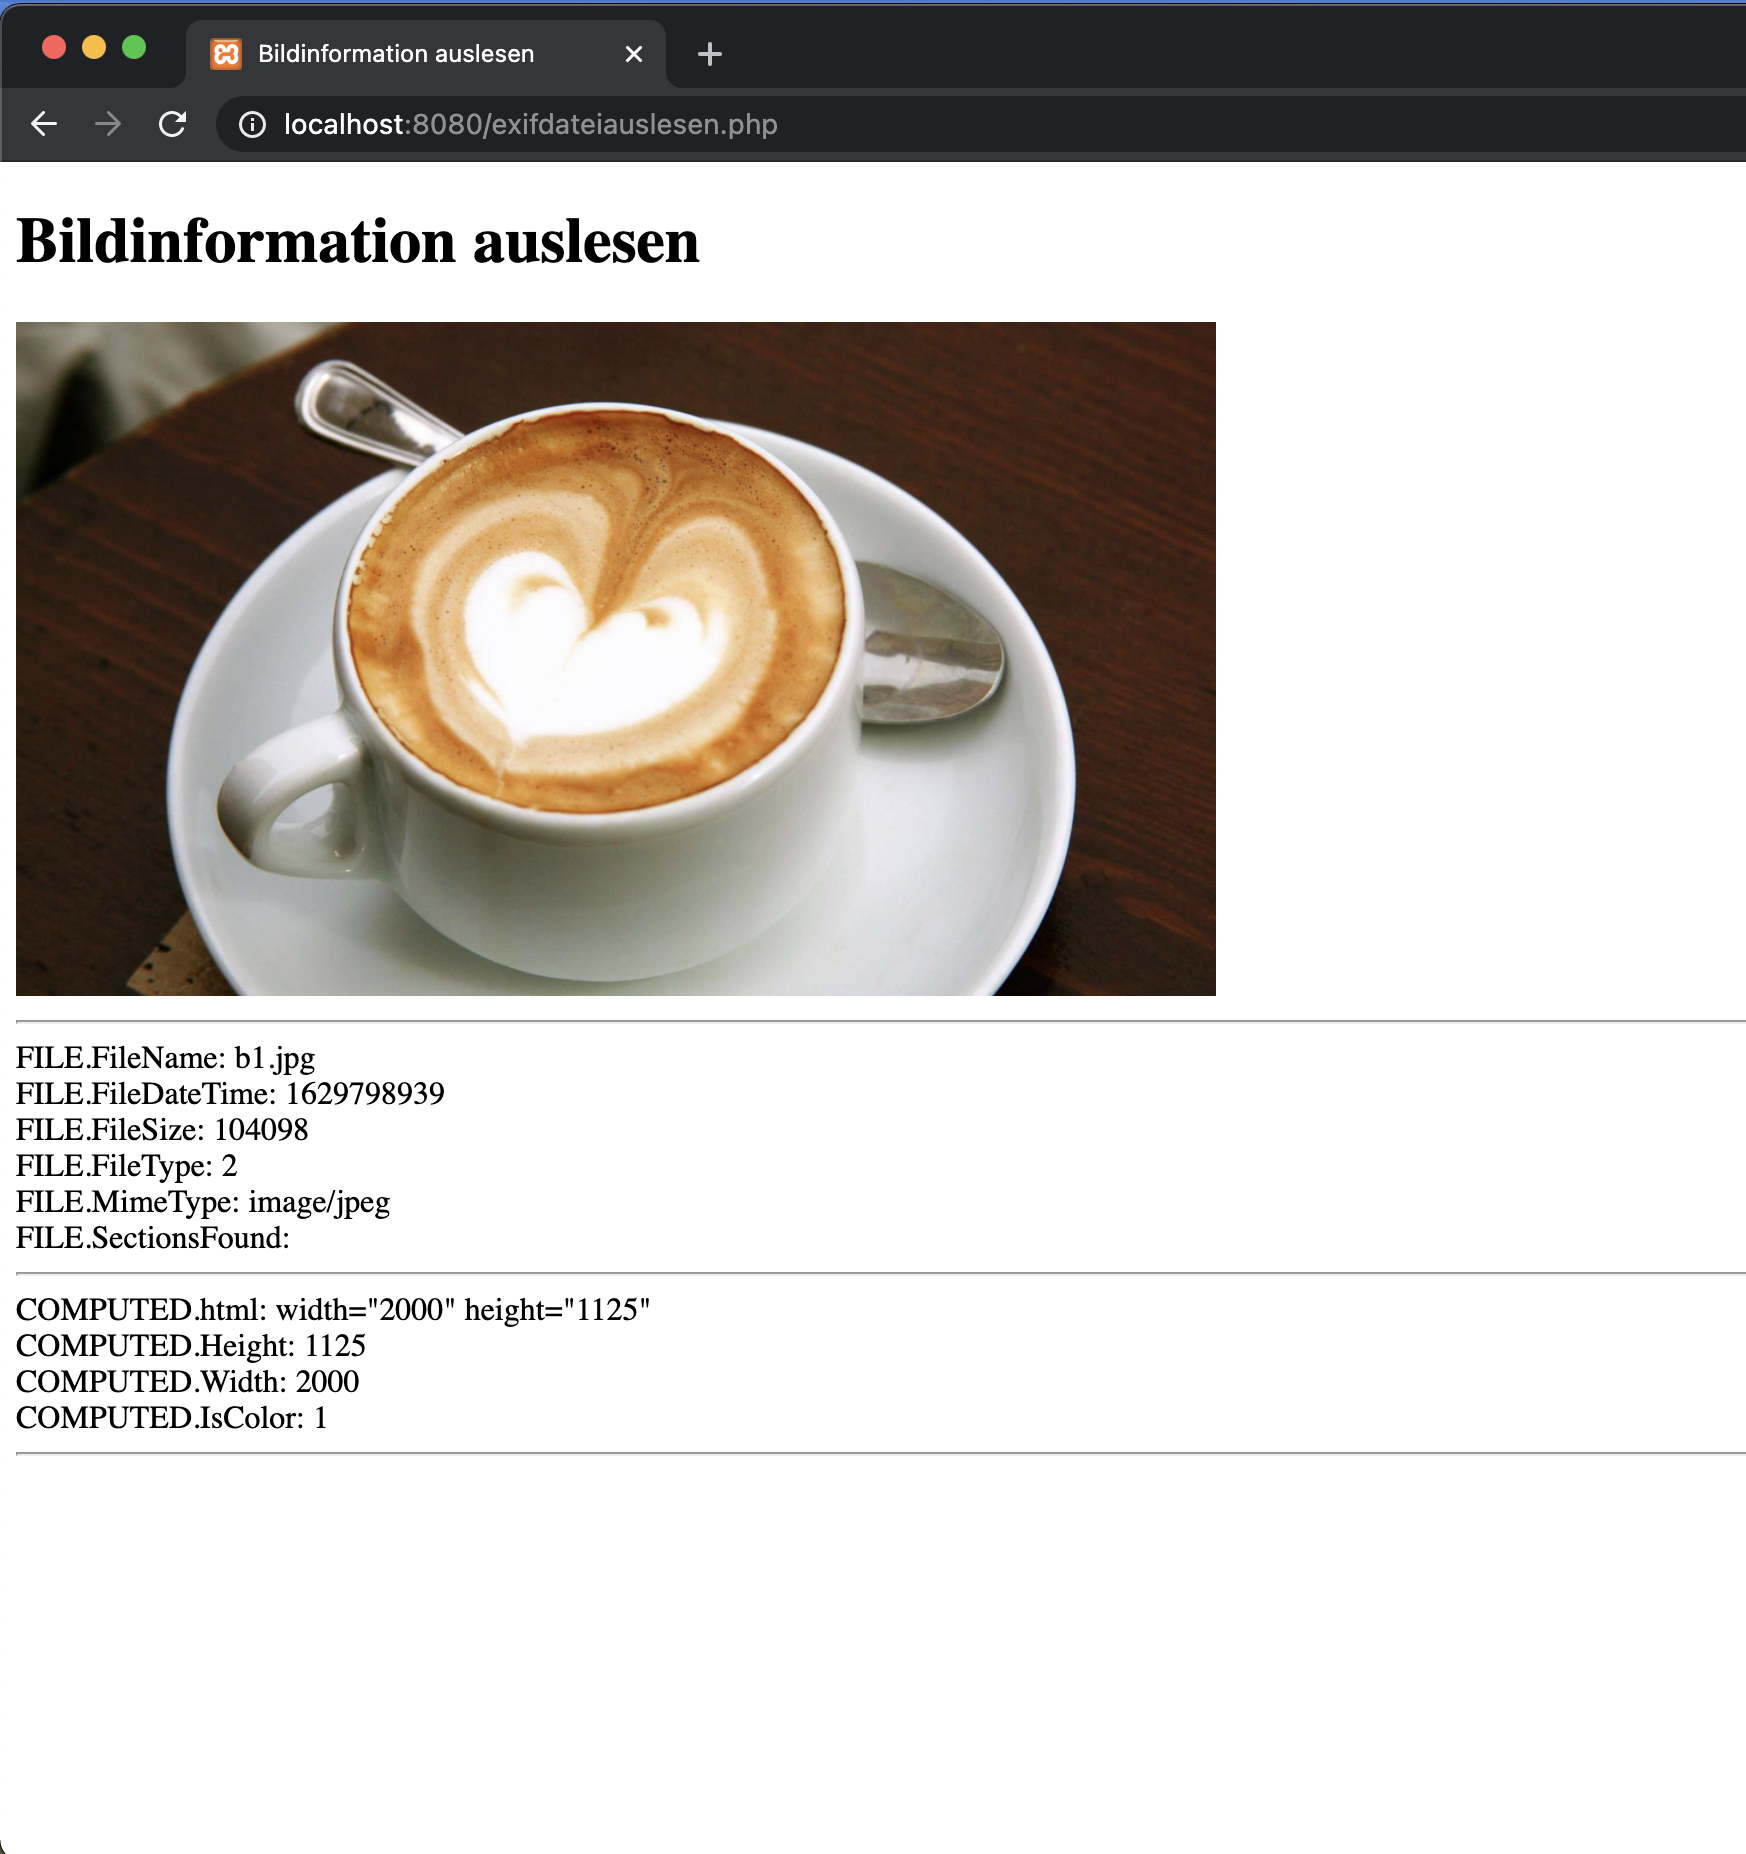 Bildinformation auslesen
localhost:8080/exifdateiauslesen.php
Bildinformation auslesen
FILE.FileName: b1.jpg
FILE.FileDateTime: 1629798939
FILE.FileSize: 104098
FILE.FileType: 2
FILE.MimeType: image/jpeg
FILE.SectionsFound:
COMPUTED.html: width="2000" height="1125"
COMPUTED.Height: 1125
COMPUTED.Width: 2000
COMPUTED.IsColor: 1